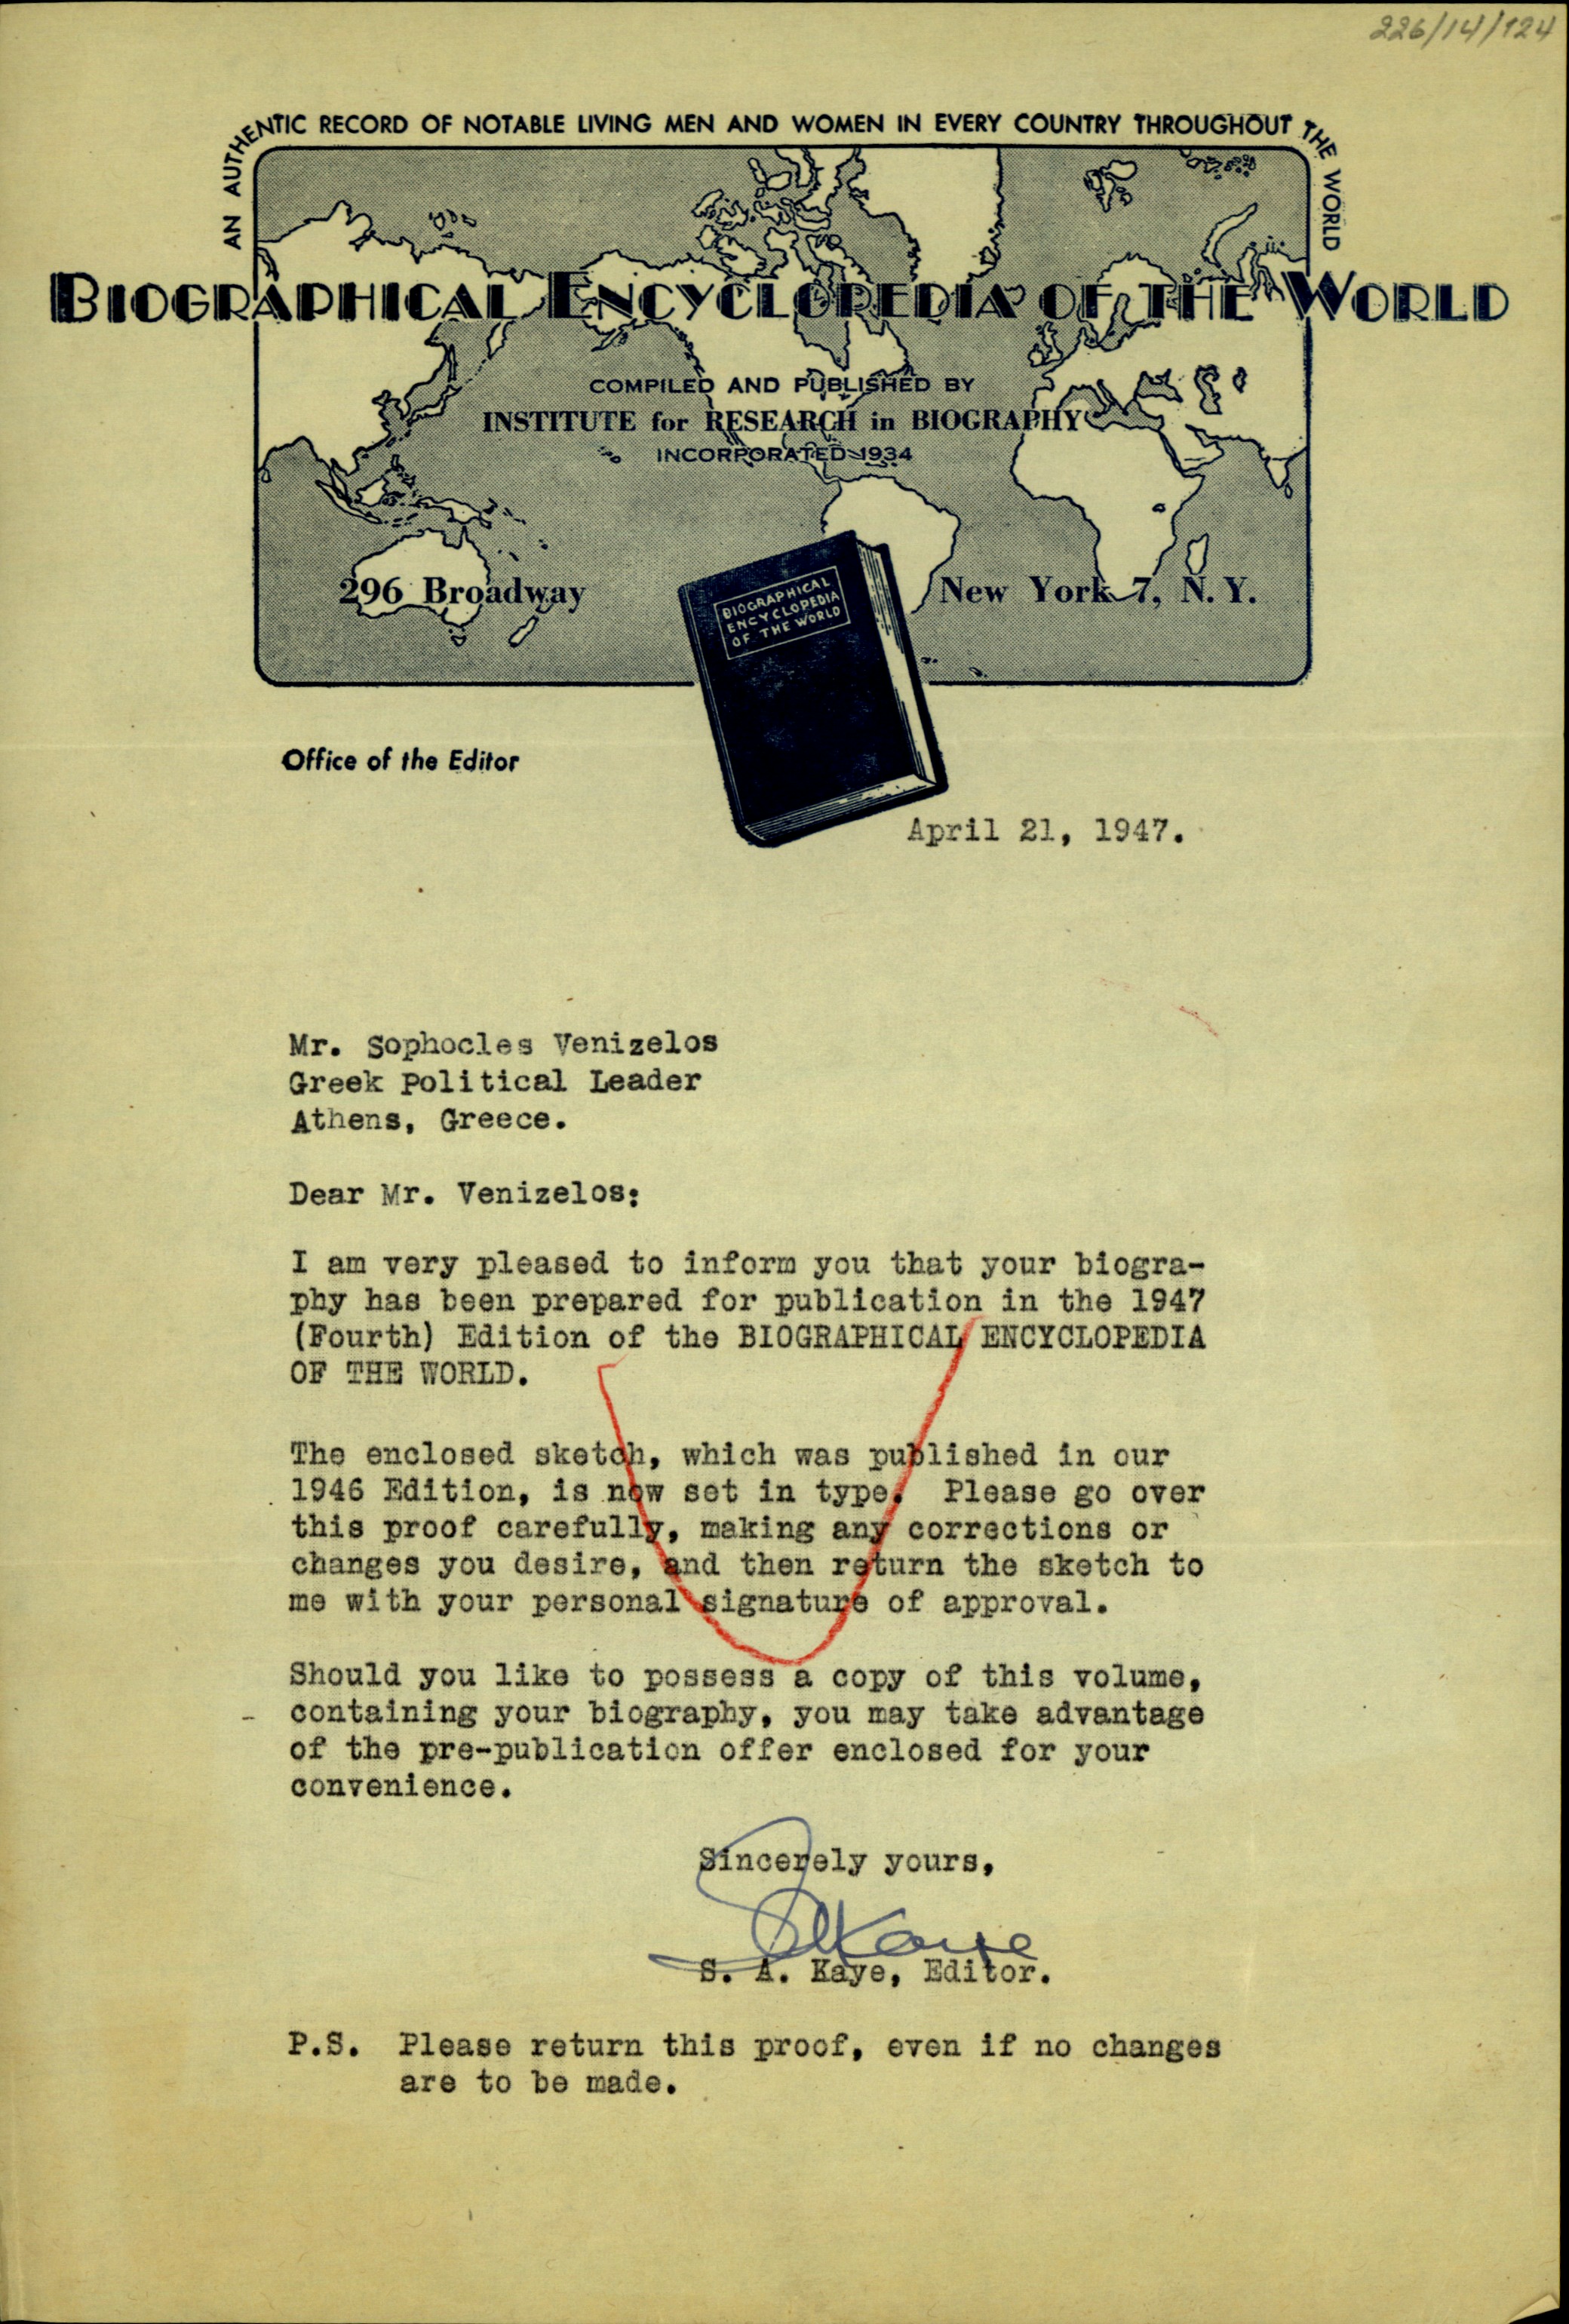 226/14/124
AN AUTHENTIC RECORD OF NOTABLE LIVING MEN AND WOMEN IN EVERY COUNTRY THROUGHOUT THE WORLD
BIOGRAPHICAL ENCYCLOPEDIA OF THE WORLD
COMPILED AND PUBLISHED BY
INSTITUTE for RESEARCH in BIOGRAPHY
INCORPORATED 1934
296 Broadway
New York 7, N. Y.
BIOGRAPHICAL
ENCYCLOPEDIA
OF THE WORLD
Office of the Editor
April 21, 1947.
Mr. Sophocles Venizelos
Greek Political Leader
Athens, Greece.
Dear Mr. Venizelos:
I am very pleased to inform you that your biogra-
phy has been prepared for publication in the 1947
(Fourth) Edition of the BIOGRAPHICAL ENCYCLOPEDIA
OF THE WORLD.
The enclosed sketch, which was published in our
1946 Edition, is now set in type. Please go over
this proof carefully, making any corrections or
changes you desire, and then return the sketch to
me with your personal signature of approval.
Should you like to possess a copy of this volume,
containing your biography, you may take advantage
of the pre-publication offer enclosed for your
convenience.
Sincerely yours,
SAKaye
S. A. Kaye, Editor.
P.S. Please return this proof, even if no changes
are to be made.